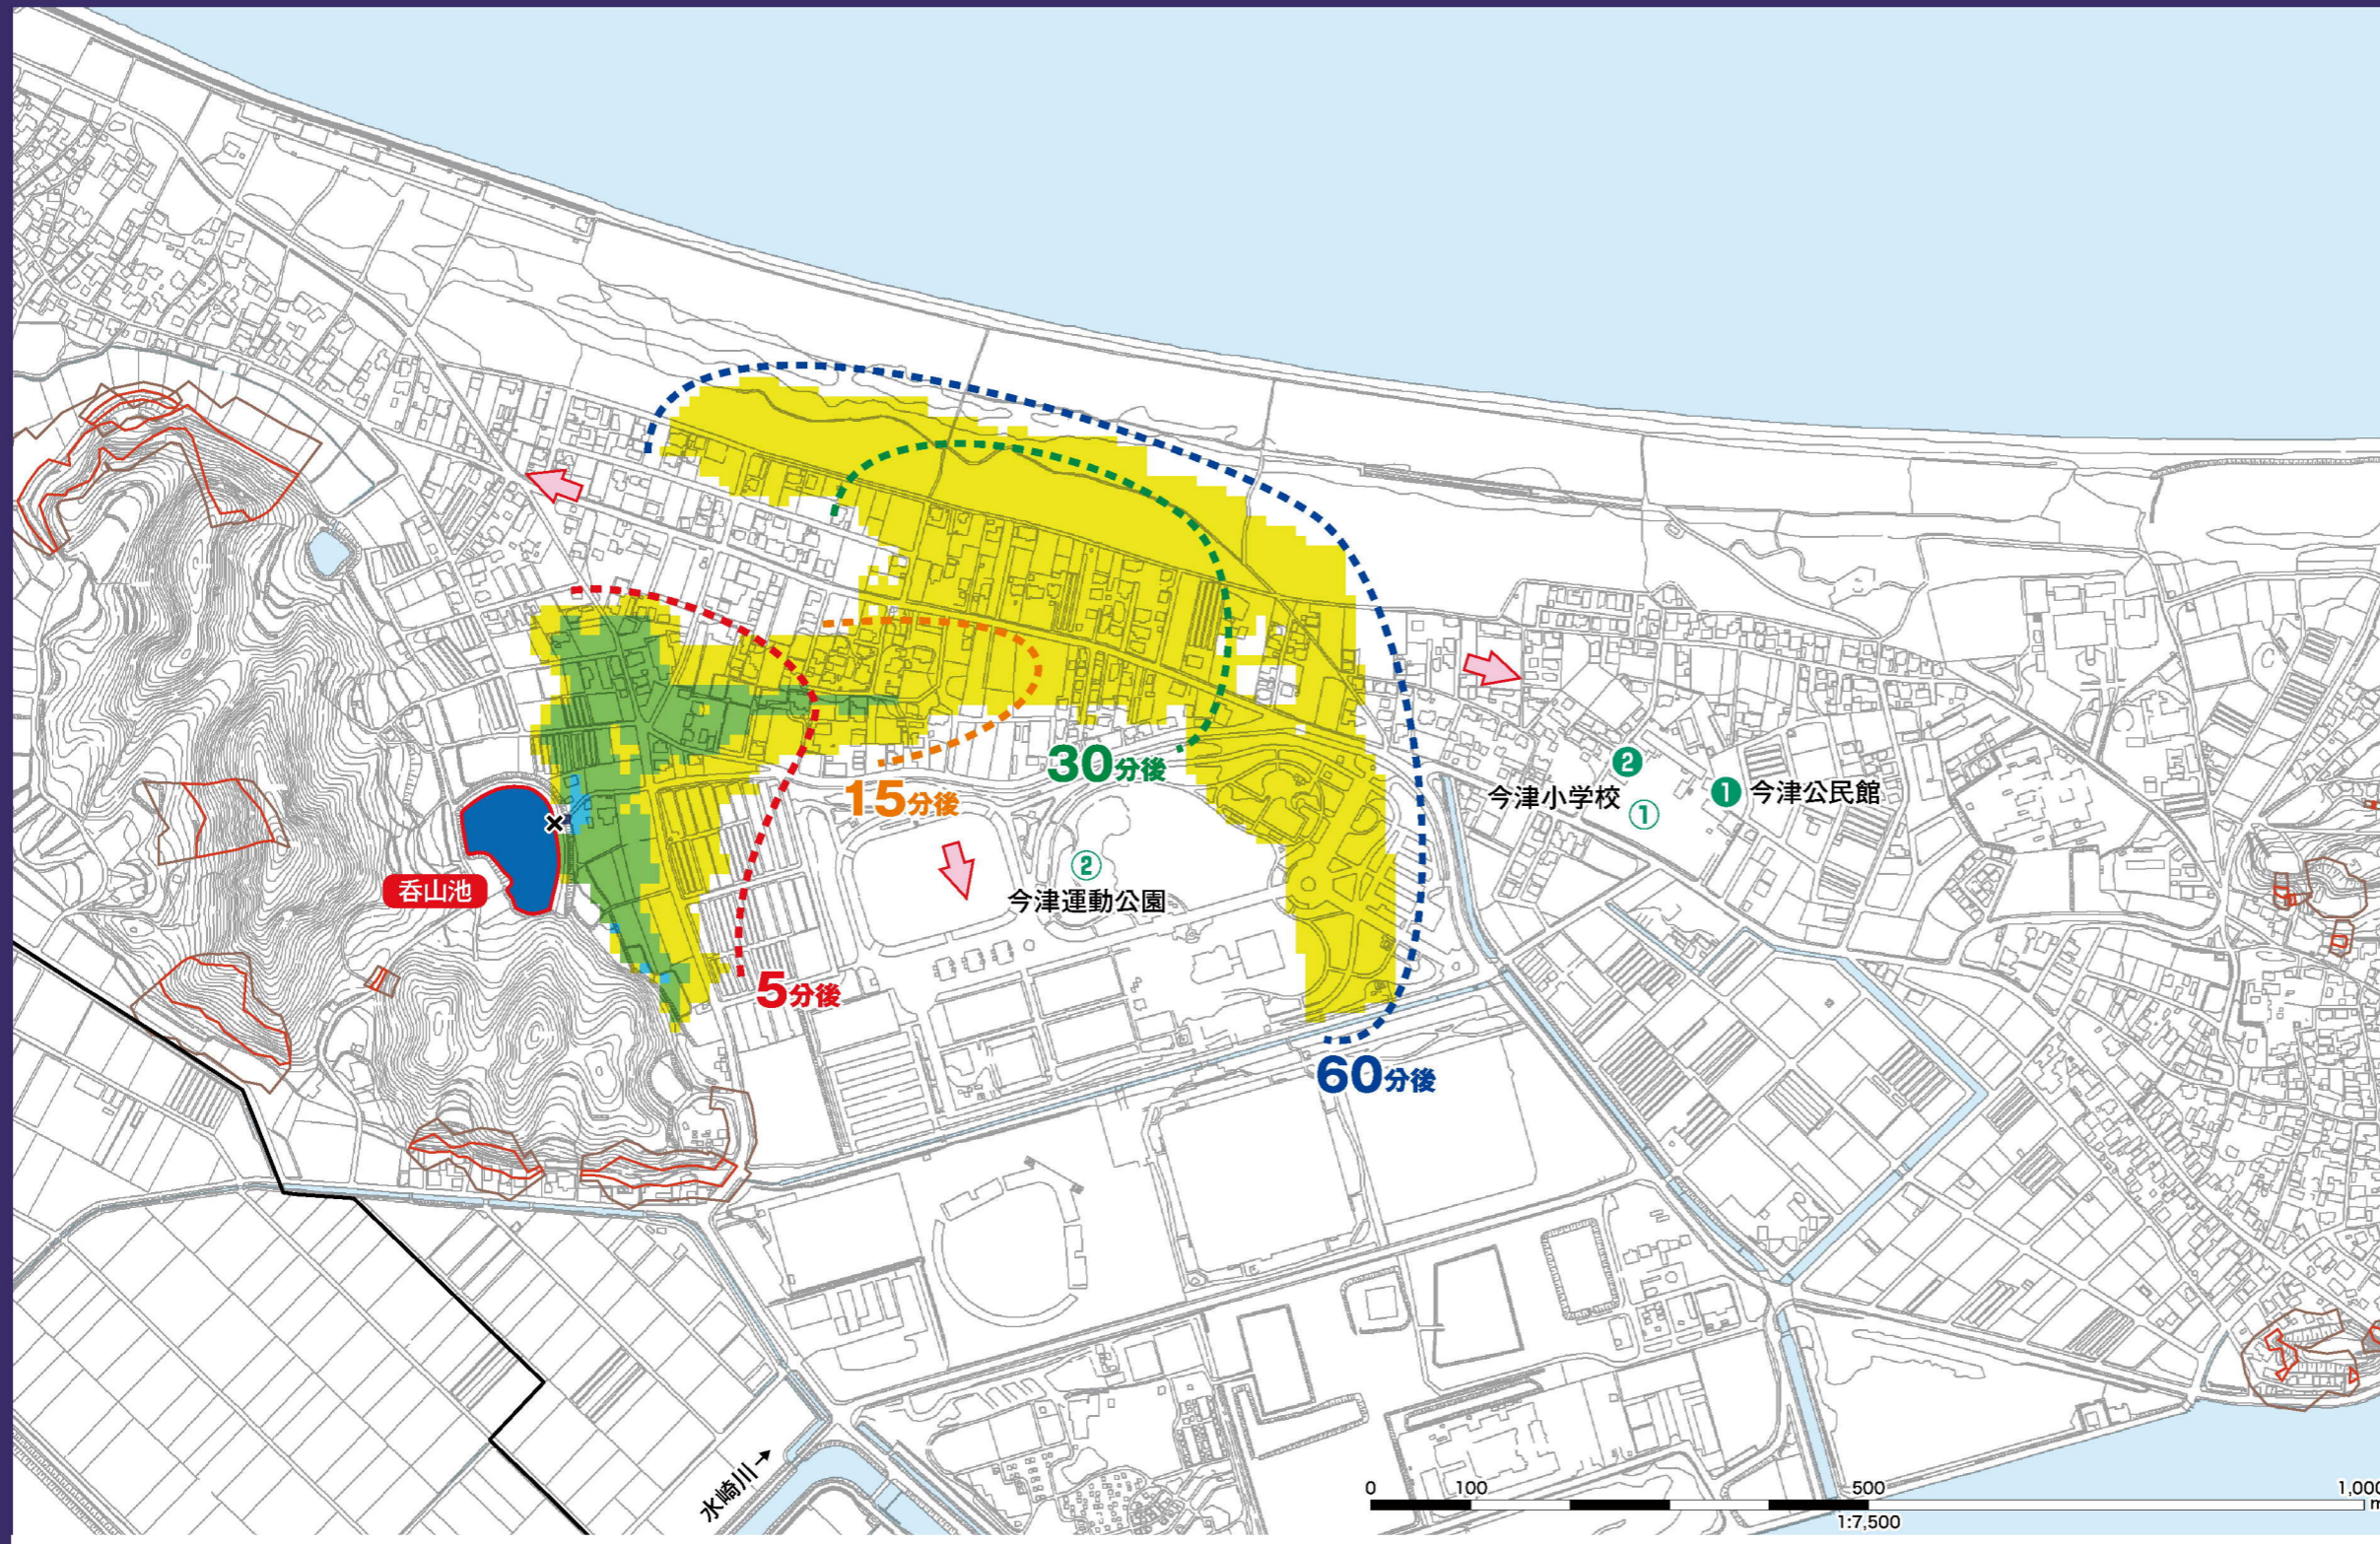 30分後
15分後
5分後
60分後
呑山池
②
今津運動公園
❷
今津小学校
①
❶ 今津公民館
水崎川→
0 100 500 1,000
m
1:7,500